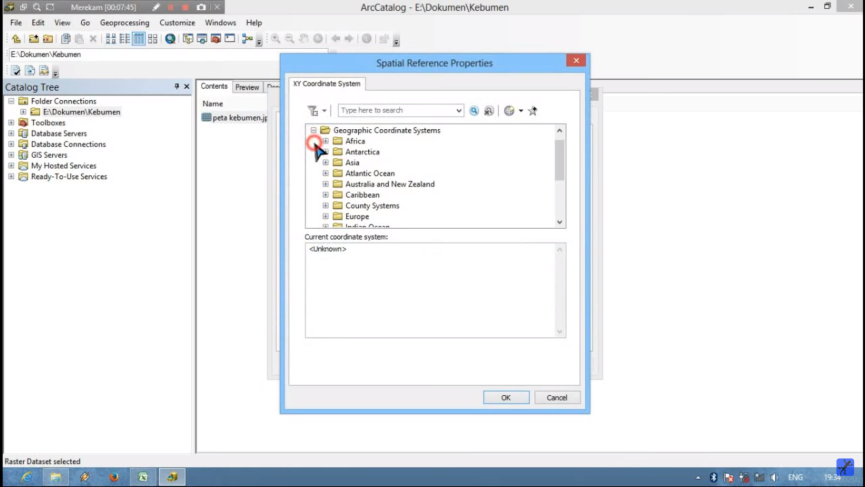 Merekam [00:07:45]
ArcCatalog - E:\Dokumen\Kebumen
File Edit View Go Geoprocessing Customize Windows Help
E:\Dokumen\Kebumen
Catalog Tree
Folder Connections
E:\Dokumen\Kebumen
Toolboxes
Database Servers
Database Connections
GIS Servers
My Hosted Services
Ready-To-Use Services
Contents Preview
Name
peta kebumen.jp
Spatial Reference Properties
XY Coordinate System
Type here to search
Geographic Coordinate Systems
Africa
Antarctica
Asia
Atlantic Ocean
Australia and New Zealand
Caribbean
County Systems
Europe
Indian Ocean
Current coordinate system:
<Unknown>
OK Cancel
Raster Dataset selected
ENG 19:34